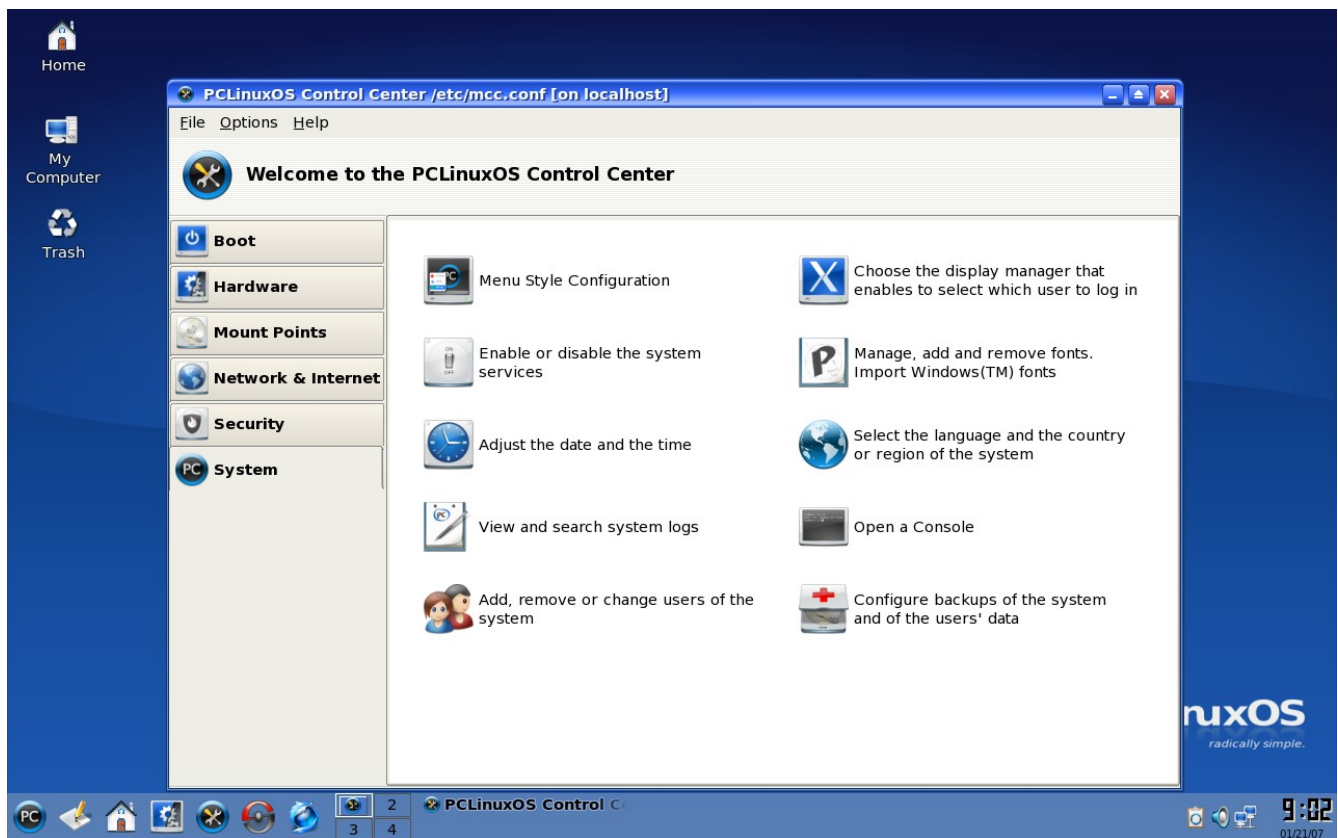 Home
My
Computer
Trash
PCLinuxOS Control Center /etc/mcc.conf [on localhost]
File Options Help
Welcome to the PCLinuxOS Control Center
Boot
Hardware
Mount Points
Network & Internet
Security
PC System
Menu Style Configuration
Choose the display manager that
enables to select which user to log in
ON
OFF
Enable or disable the system
services
Manage, add and remove fonts.
Import Windows(TM) fonts
Adjust the date and the time
Select the language and the country
or region of the system
View and search system logs
Open a Console
Add, remove or change users of the
system
Configure backups of the system
and of the users' data
nuxOS
radically simple.
PC
2
3 4
PCLinuxOS Control C
9:02
01/21/07